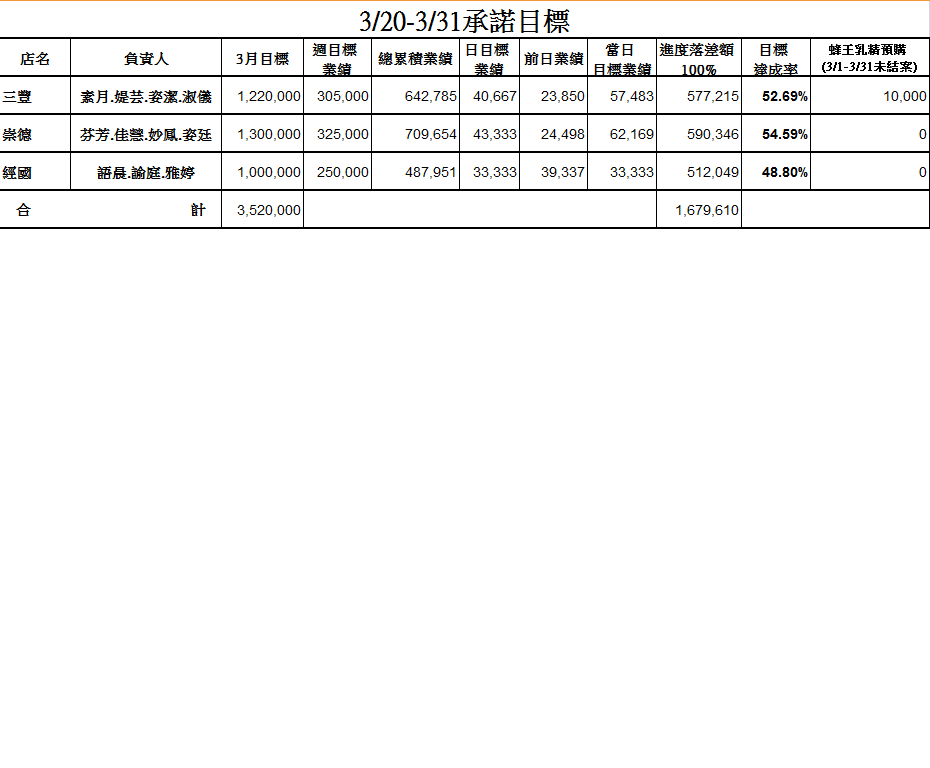 3/20-3/31承諾目標
店名 負責人 3月目標 週目標業績 總累積業績 日目標業績 前日業績 當日目標業績 進度落差額100% 目標達成率 蜂王乳精預購(3/1-3/31未結案)
三豐 素月.媞芸.姿潔.淑儀 1,220,000 305,000 642,785 40,667 23,850 57,483 577,215 52.69% 10,000
崇德 芬芳.佳慧.妙鳳.姿廷 1,300,000 325,000 709,654 43,333 24,498 62,169 590,346 54.59% 0
經國 語晨.諭庭.雅婷 1,000,000 250,000 487,951 33,333 39,337 33,333 512,049 48.80% 0
合計 3,520,000 1,679,610